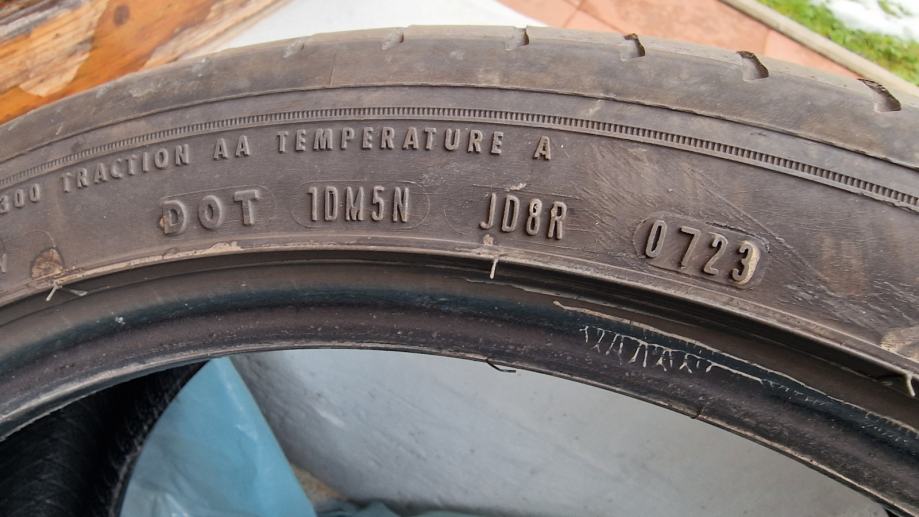 300 TRACTION AA TEMPERATURE A
DOT 1DM5N JD8R 0723